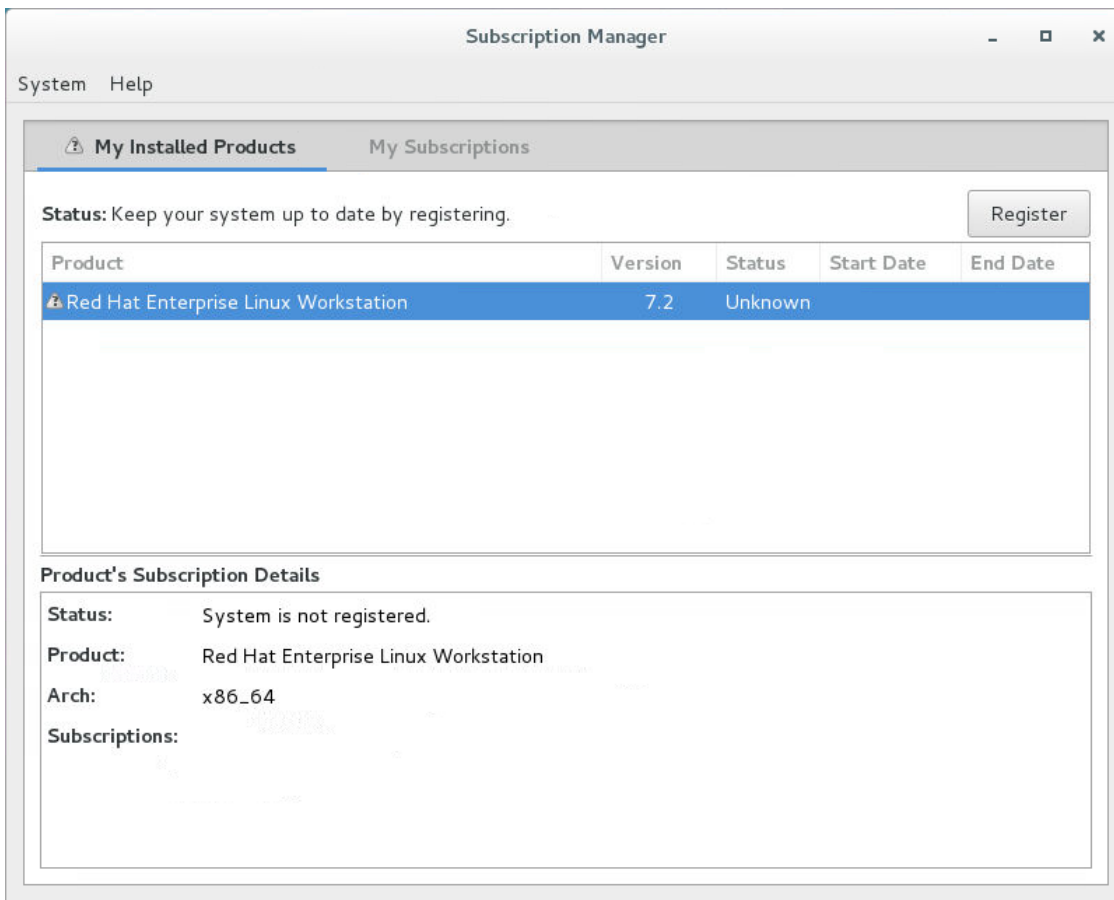 Subscription Manager
System Help
My Installed Products My Subscriptions
Status: Keep your system up to date by registering. Register
Product Version Status Start Date End Date
Red Hat Enterprise Linux Workstation 7.2 Unknown
Product's Subscription Details
Status: System is not registered.
Product: Red Hat Enterprise Linux Workstation
Arch: x86_64
Subscriptions: